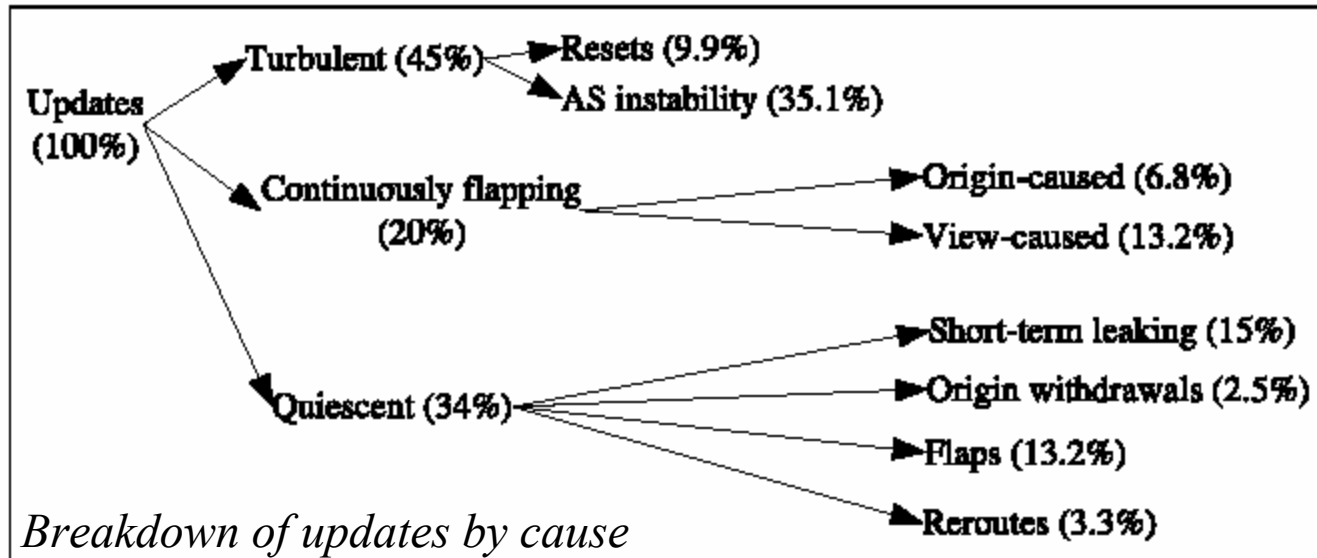 Updates
(100%)
Turbulent (45%)
Resets (9.9%)
AS instability (35.1%)
Continuously flapping
(20%)
Origin-caused (6.8%)
View-caused (13.2%)
Quiescent (34%)
Short-term leaking (15%)
Origin withdrawals (2.5%)
Flaps (13.2%)
Reroutes (3.3%)
Breakdown of updates by cause